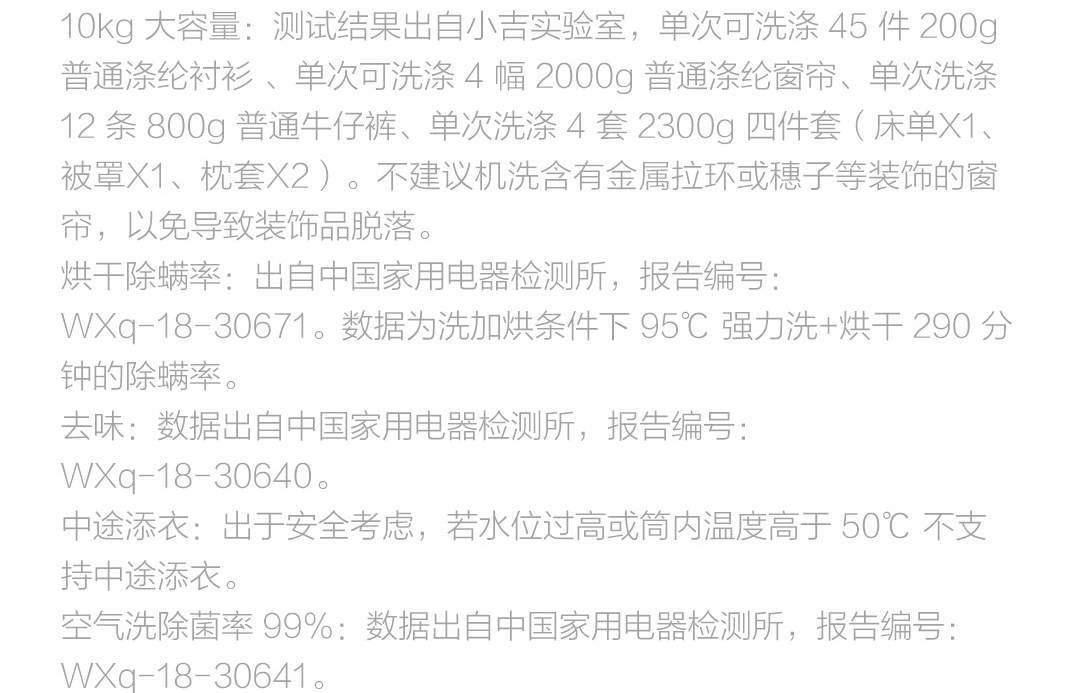 10kg 大容量：测试结果出自小吉实验室，单次可洗涤 45 件 200g
普通涤纶衬衫 、单次可洗涤 4 幅 2000g 普通涤纶窗帘、单次洗涤
12 条 800g 普通牛仔裤、单次洗涤 4 套 2300g 四件套（床单X1、
被罩X1、枕套X2）。不建议机洗含有金属拉环或穗子等装饰的窗
帘，以免导致装饰品脱落。
烘干除螨率：出自中国家用电器检测所，报告编号：
WXq-18-30671。数据为洗加烘条件下 95℃ 强力洗+烘干 290 分
钟的除螨率。
去味：数据出自中国家用电器检测所，报告编号：
WXq-18-30640。
中途添衣：出于安全考虑，若水位过高或筒内温度高于 50℃ 不支
持中途添衣。
空气洗除菌率 99%：数据出自中国家用电器检测所，报告编号：
WXq-18-30641。